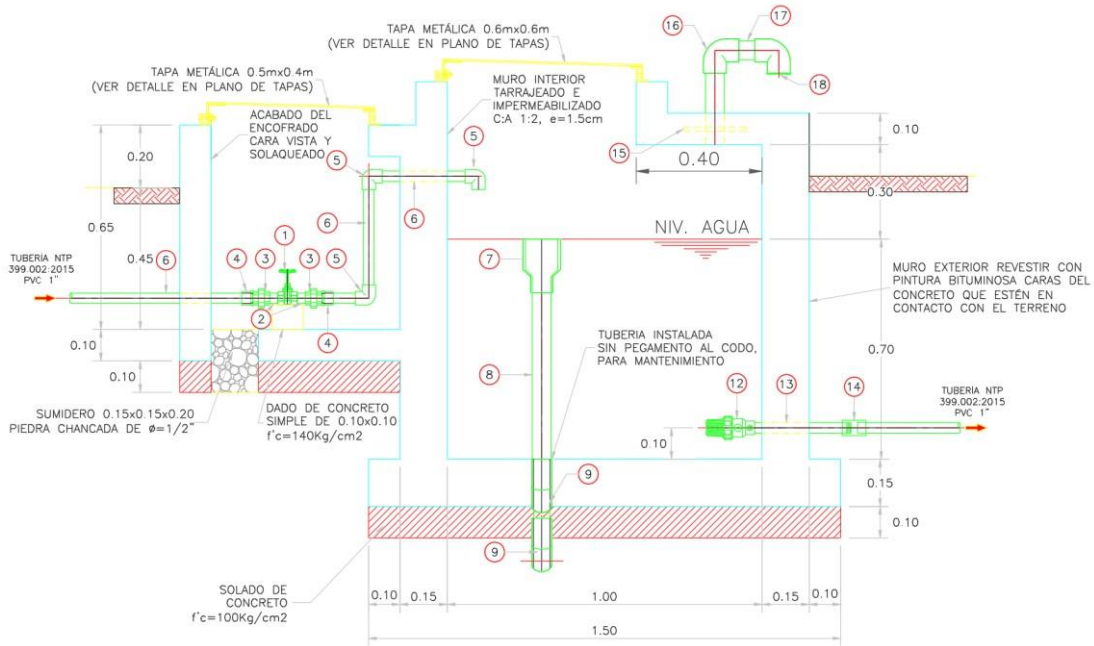 TAPA METÁLICA 0.6mx0.6m
(VER DETALLE EN PLANO DE TAPAS)
16
17
18
TAPA METÁLICA 0.5mx0.4m
(VER DETALLE EN PLANO DE TAPAS)
MURO INTERIOR
TARRAJEADO E
IMPERMEABILIZADO
C:A 1:2, e=1.5cm
ACABADO DEL
ENCOFRADO
CARA VISTA Y
SOLAQUEADO
15
0.10
0.20
5
5
0.40
0.30
6
6
0.65
0.45
1
NIV. AGUA
TUBERÍA NTP
399.002:2015
PVC 1"
6
4
3
3
5
7
MURO EXTERIOR REVESTIR CON
PINTURA BITUMINOSA CARAS DEL
CONCRETO QUE ESTÉN EN
CONTACTO CON EL TERRENO
2
4
TUBERIA INSTALADA
SIN PEGAMENTO AL CODO,
PARA MANTENIMIENTO
0.70
0.10
0.10
8
12
13
14
TUBERÍA NTP
399.002:2015
PVC 1"
SUMIDERO 0.15x0.15x0.20
PIEDRA CHANCADA DE ø=1/2"
DADO DE CONCRETO
SIMPLE DE 0.10x0.10
f'c=140Kg/cm2
0.10
9
0.15
0.10
9
SOLADO DE
CONCRETO
f'c=100Kg/cm2
0.10
0.15
1.00
0.15
0.10
1.50